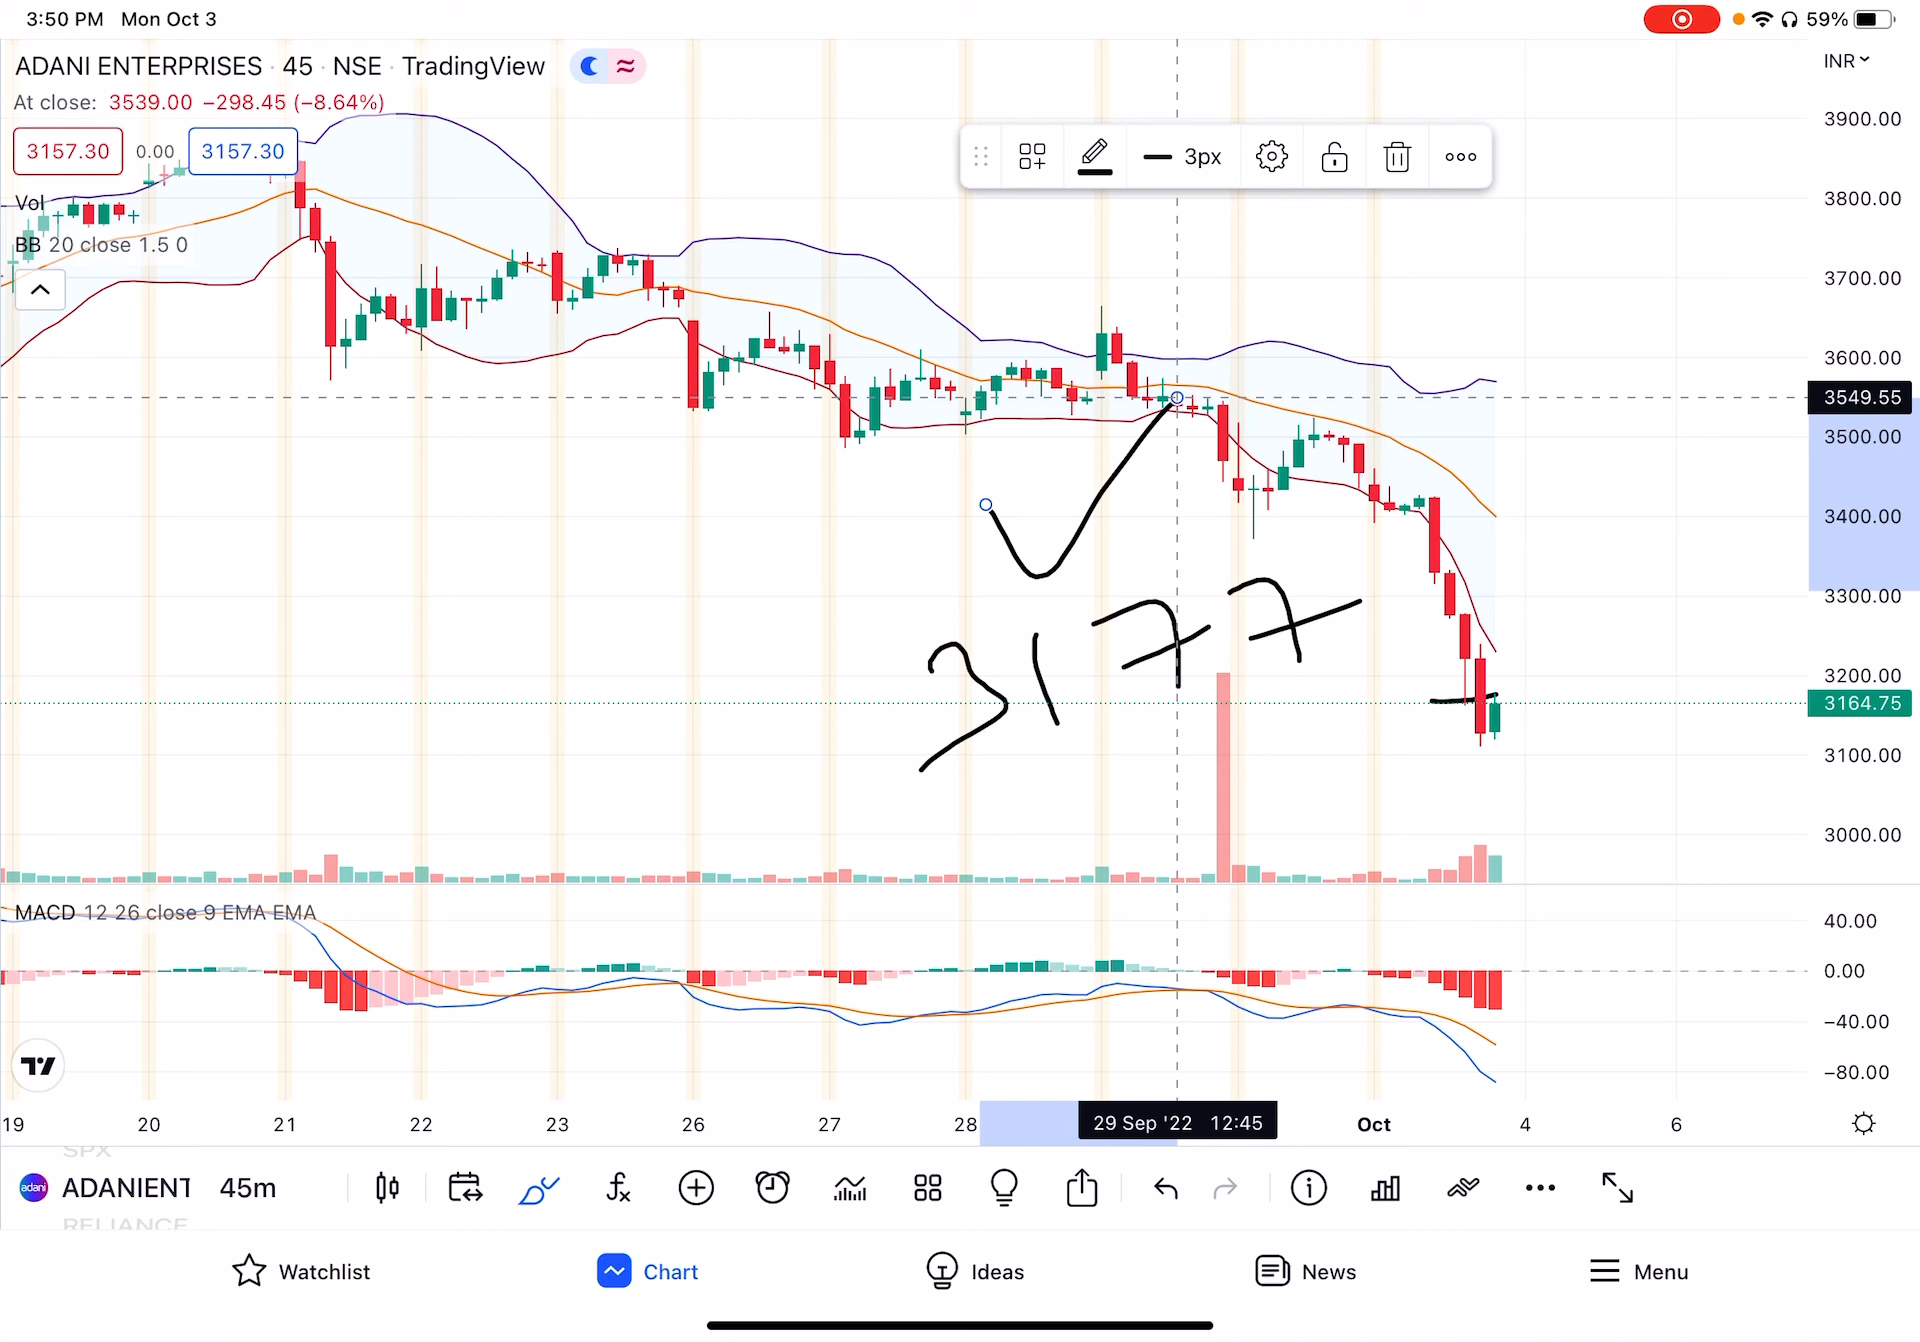 3:50 PM Mon Oct 3
59%
ADANI ENTERPRISES · 45 · NSE · TradingView
INR
At close: 3539.00 −298.45 (−8.64%)
3157.30 0.00 3157.30
Vol
BB 20 close 1.5 0
3px
3900.00
3800.00
3700.00
3600.00
3549.55
3500.00
3400.00
3300.00
3200.00
3164.75
3100.00
3000.00
3177
MACD 12 26 close 9 EMA EMA
40.00
0.00
−40.00
−80.00
19 20 21 22 23 26 27 28 29 Sep '22 12:45 Oct 4 6
SPX
adani ADANIENT 45m
RELIANCE
Watchlist Chart Ideas News Menu